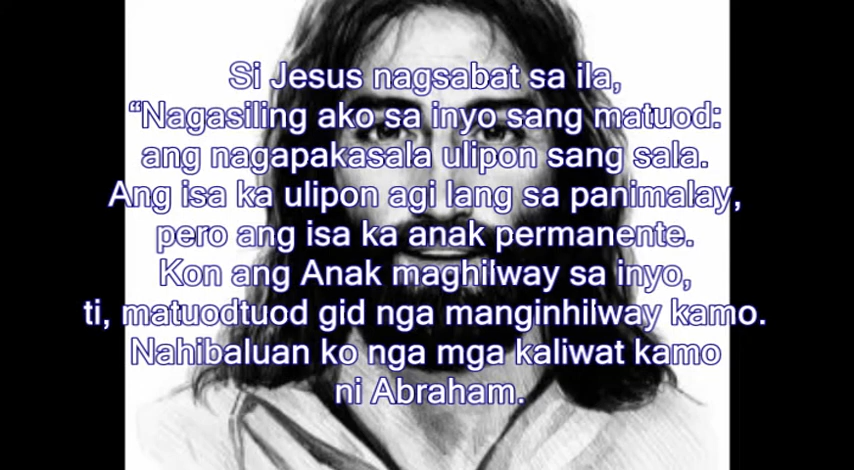 Si Jesus nagsabat sa ila,
“Nagasiling ako sa inyo sang matuod:
ang nagapakasala ulipon sang sala.
Ang isa ka ulipon agi lang sa panimalay,
pero ang isa ka anak permanente.
Kon ang Anak maghilway sa inyo,
ti, matuodtuod gid nga manginhilway kamo.
Nahibaluan ko nga mga kaliwat kamo
ni Abraham.